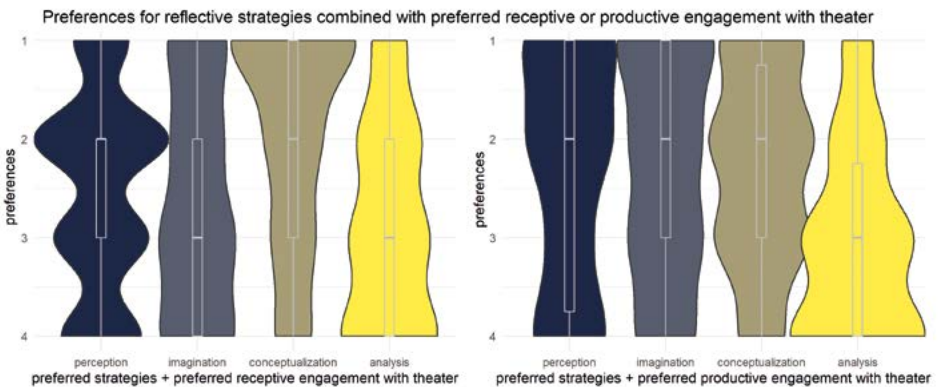 Preferences for reflective strategies combined with preferred receptive or productive engagement with theater
preferences
1
2
3
4
perception imagination conceptualization analysis
preferred strategies + preferred receptive engagement with theater
preferences
1
2
3
4
perception imagination conceptualization analysis
preferred strategies + preferred productive engagement with theater